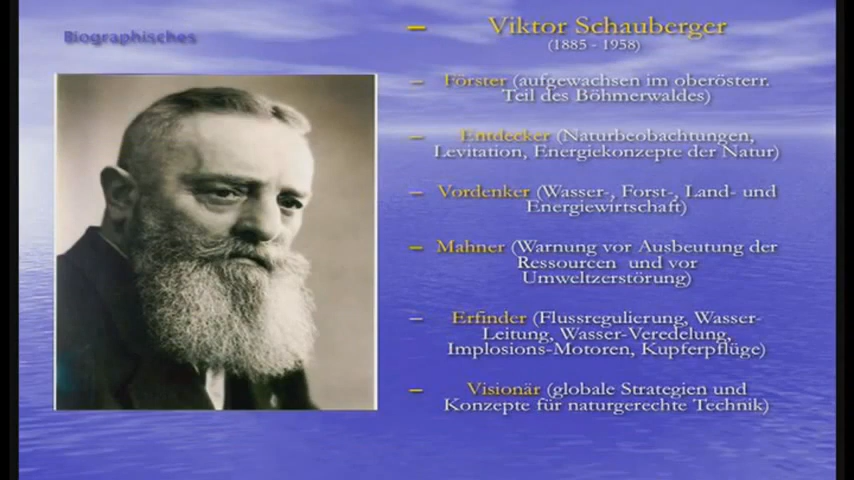 Biographisches
– Viktor Schauberger
(1885 - 1958)
– Förster (aufgewachsen im oberösterr.
Teil des Böhmerwaldes)
– Entdecker (Naturbeobachtungen,
Levitation, Energiekonzepte der Natur)
– Vordenker (Wasser-, Forst-, Land- und
Energiewirtschaft)
– Mahner (Warnung vor Ausbeutung der
Ressourcen und vor
Umweltzerstörung)
– Erfinder (Flussregulierung, Wasser-
Leitung, Wasser-Veredelung,
Implosions-Motoren, Kupferpflüge)
– Visionär (globale Strategien und
Konzepte für naturgerechte Technik)